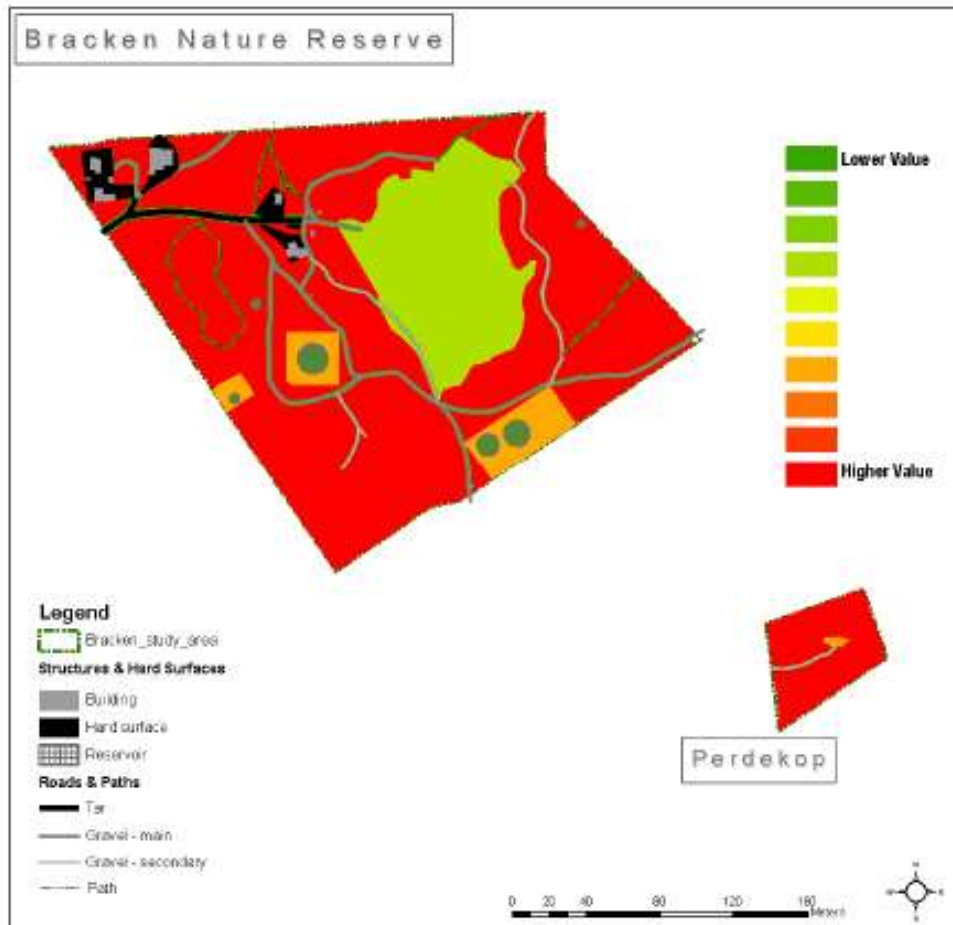 Bracken Nature Reserve
Lower Value
Higher Value
Legend
Bracken_study_area
Structures & Hard Surfaces
Building
Hard surface
Reservoir
Roads & Paths
Tar
Gravel - main
Gravel - secondary
Path
Perdekop
0 20 40 80 120 160
Meters